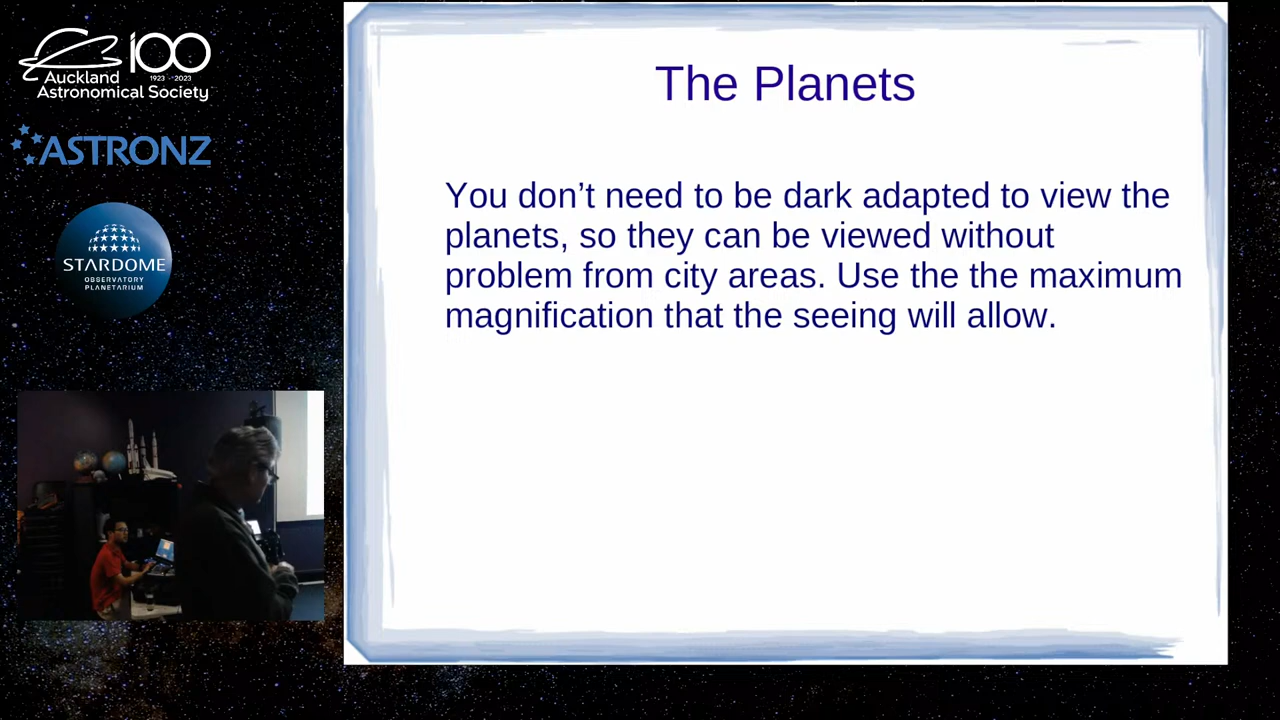 100
1923 - 2023
Auckland
Astronomical Society
ASTRONZ
STARDOME
OBSERVATORY
PLANETARIUM
The Planets
You don’t need to be dark adapted to view the
planets, so they can be viewed without
problem from city areas. Use the the maximum
magnification that the seeing will allow.